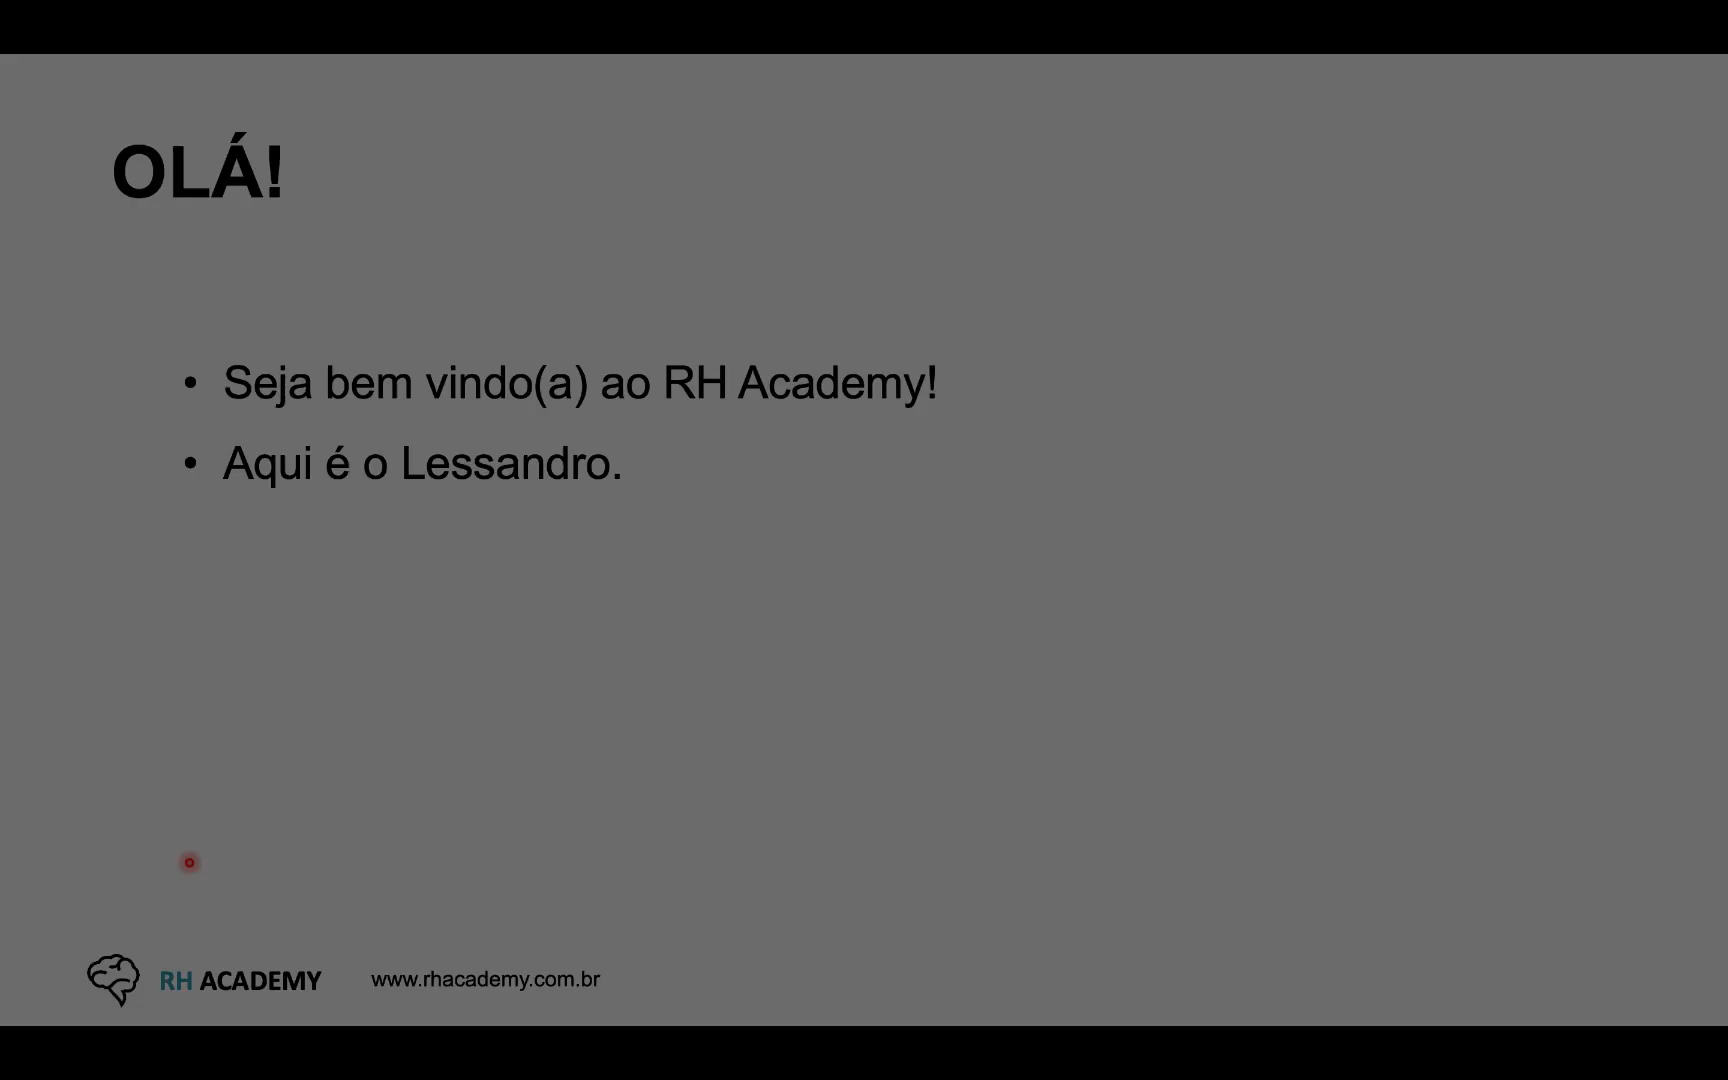 OLÁ!
• Seja bem vindo(a) ao RH Academy!
• Aqui é o Lessandro.
RH ACADEMY www.rhacademy.com.br